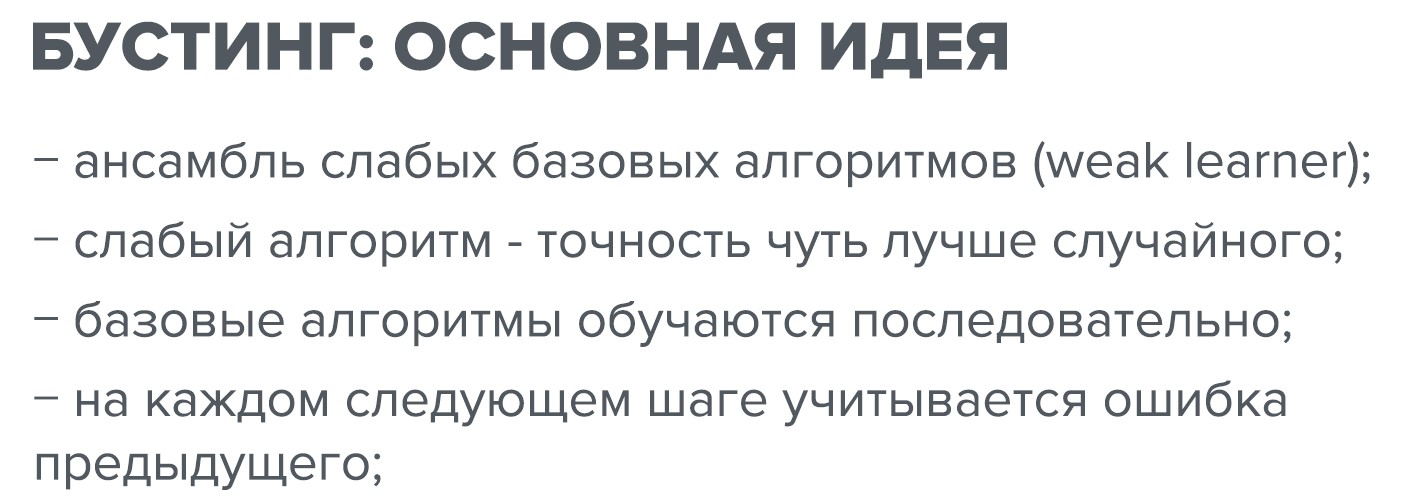 БУСТИНГ: ОСНОВНАЯ ИДЕЯ
− ансамбль слабых базовых алгоритмов (weak learner);
− слабый алгоритм - точность чуть лучше случайного;
− базовые алгоритмы обучаются последовательно;
− на каждом следующем шаге учитывается ошибка
предыдущего;